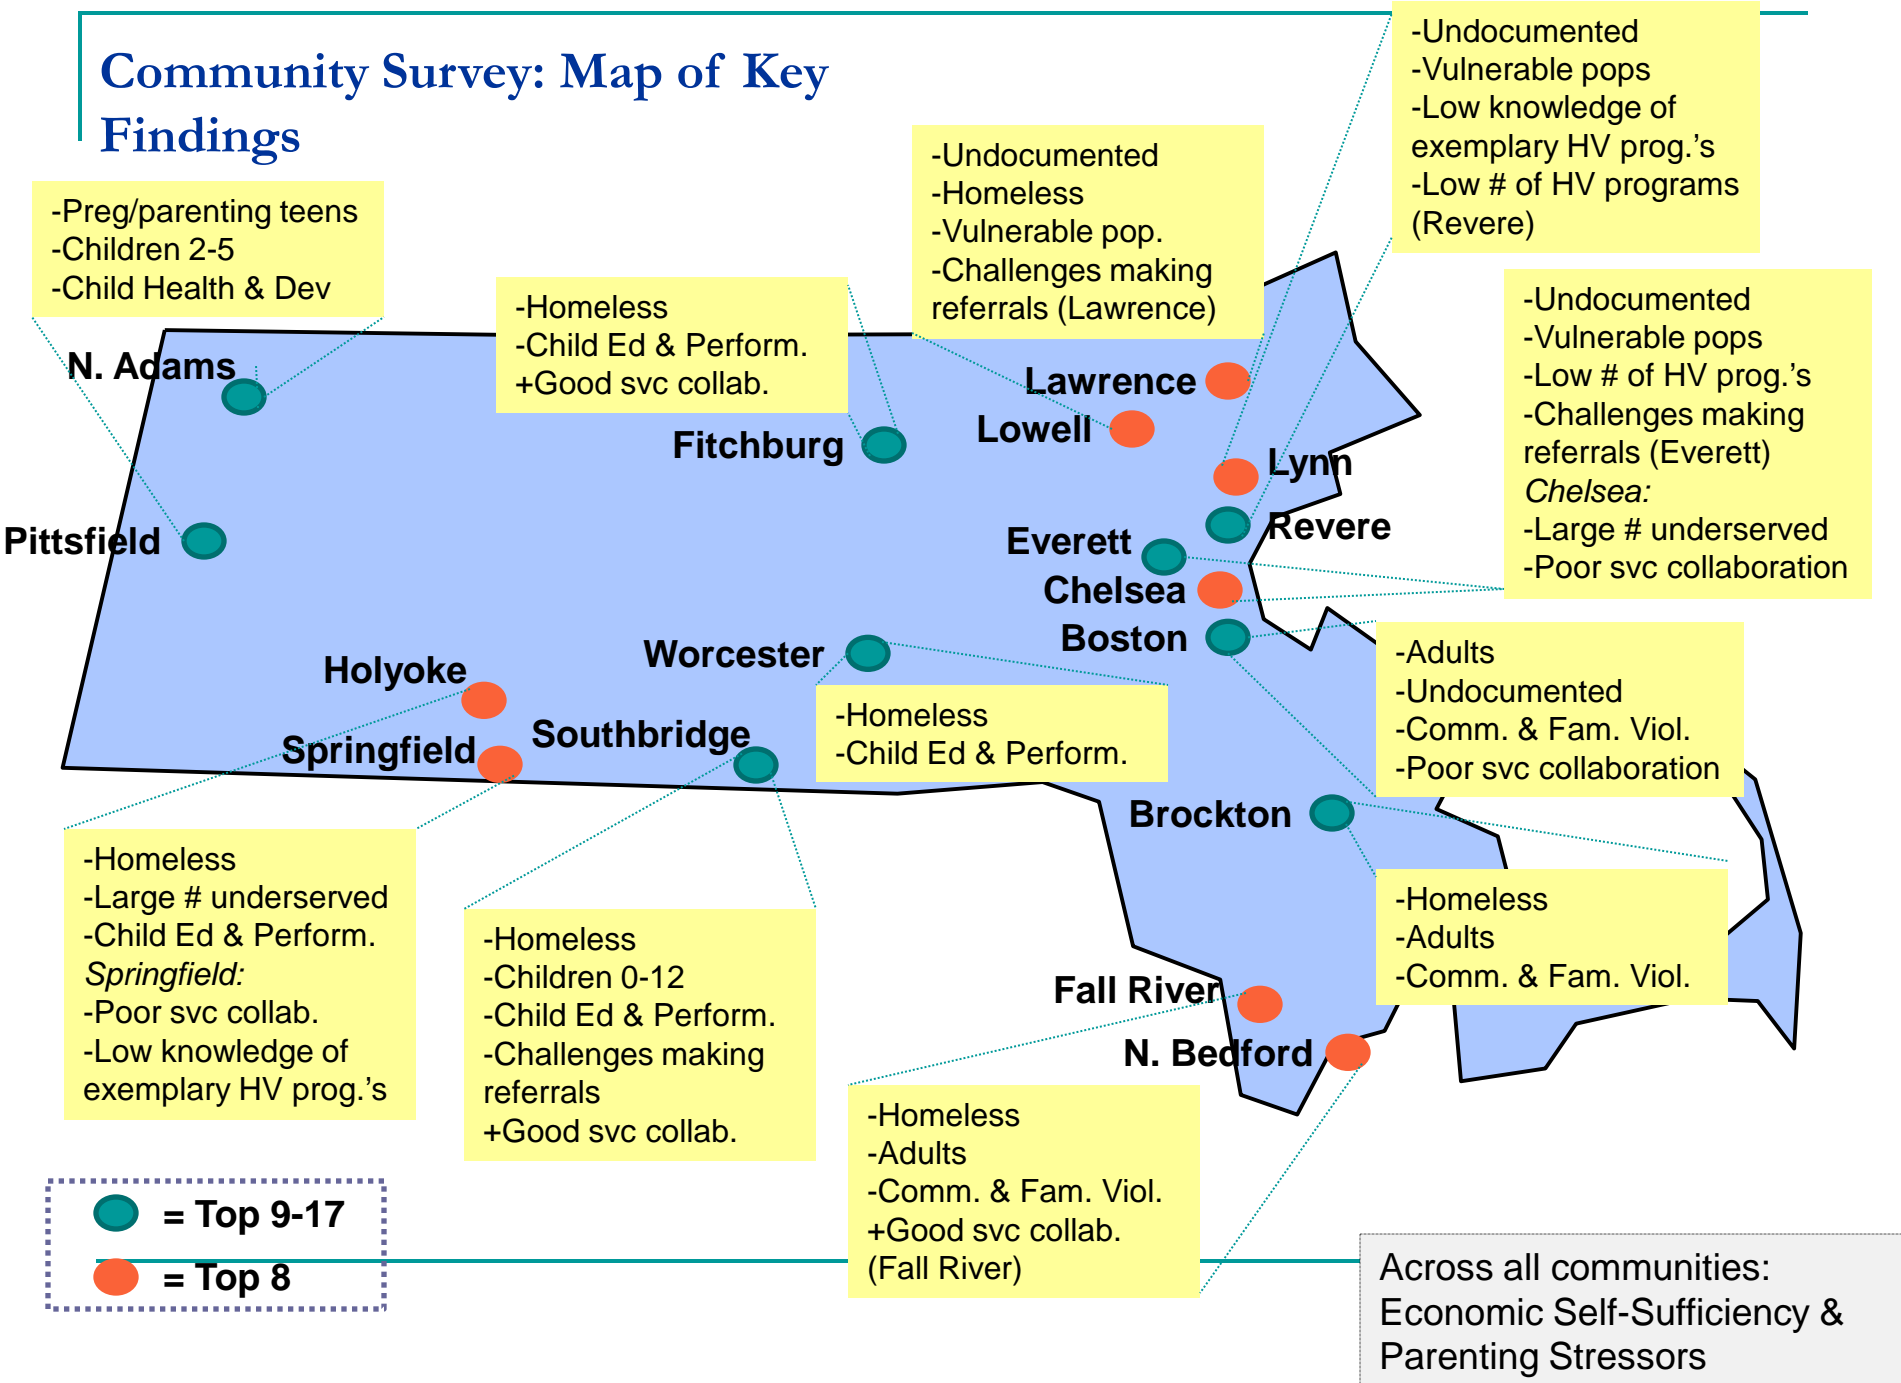 Community Survey: Map of Key
Findings
-Undocumented
-Vulnerable pops
-Low knowledge of
exemplary HV prog.’s
-Low # of HV programs
(Revere)
-Undocumented
-Homeless
-Vulnerable pop.
-Challenges making
referrals (Lawrence)
-Preg/parenting teens
-Children 2-5
-Child Health & Dev
-Homeless
-Child Ed & Perform.
+Good svc collab.
-Undocumented
-Vulnerable pops
-Low # of HV prog.’s
-Challenges making
referrals (Everett)
Chelsea:
-Large # underserved
-Poor svc collaboration
N. Adams
Lawrence
Lowell
Fitchburg
Lynn
Revere
Pittsfield
Everett
Chelsea
Boston
Worcester
Holyoke
Springfield
Southbridge
-Homeless
-Child Ed & Perform.
-Adults
-Undocumented
-Comm. & Fam. Viol.
-Poor svc collaboration
Brockton
-Homeless
-Large # underserved
-Child Ed & Perform.
Springfield:
-Poor svc collab.
-Low knowledge of
exemplary HV prog.’s
-Homeless
-Children 0-12
-Child Ed & Perform.
-Challenges making
referrals
+Good svc collab.
-Homeless
-Adults
-Comm. & Fam. Viol.
Fall River
N. Bedford
-Homeless
-Adults
-Comm. & Fam. Viol.
+Good svc collab.
(Fall River)
= Top 9-17
= Top 8
Across all communities:
Economic Self-Sufficiency &
Parenting Stressors